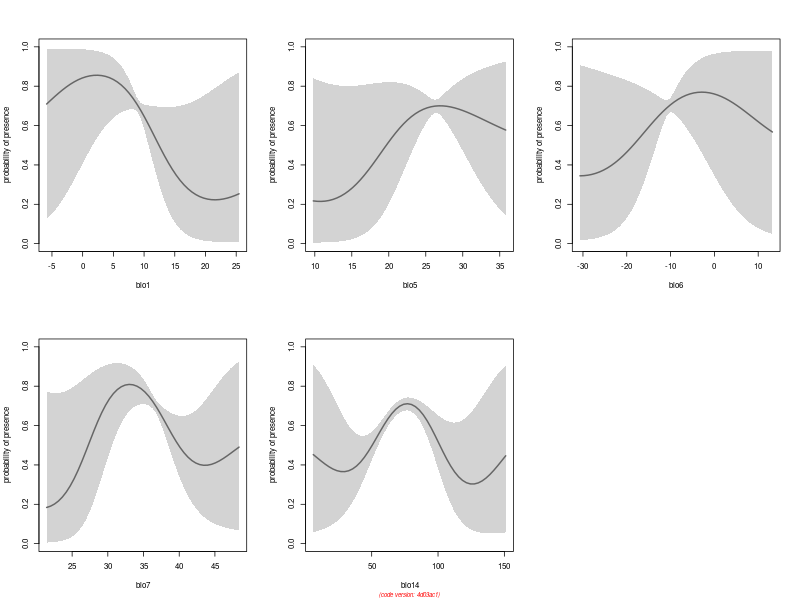 probability of presence
0.0 0.2 0.4 0.6 0.8 1.0
-5 0 5 10 15 20 25
bio1
probability of presence
0.0 0.2 0.4 0.6 0.8 1.0
10 15 20 25 30 35
bio5
probability of presence
0.0 0.2 0.4 0.6 0.8 1.0
-30 -20 -10 0 10
bio6
probability of presence
0.0 0.2 0.4 0.6 0.8 1.0
25 30 35 40 45
bio7
probability of presence
0.0 0.2 0.4 0.6 0.8 1.0
50 100 150
bio14
(code version: 4d03ac1)